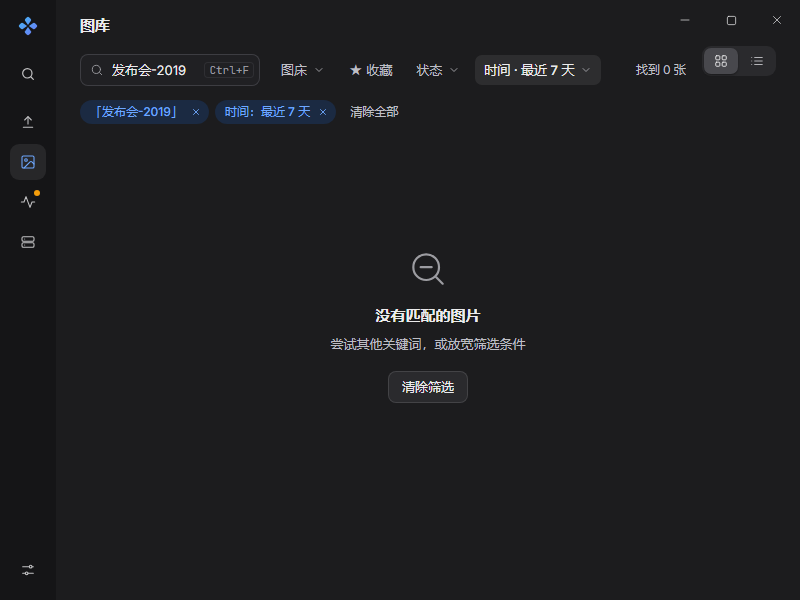 图库
发布会-2019 Ctrl+F 图床 ★ 收藏 状态 时间 · 最近 7 天 找到 0 张
「发布会-2019」 × 时间：最近 7 天 × 清除全部
没有匹配的图片
尝试其他关键词，或放宽筛选条件
清除筛选